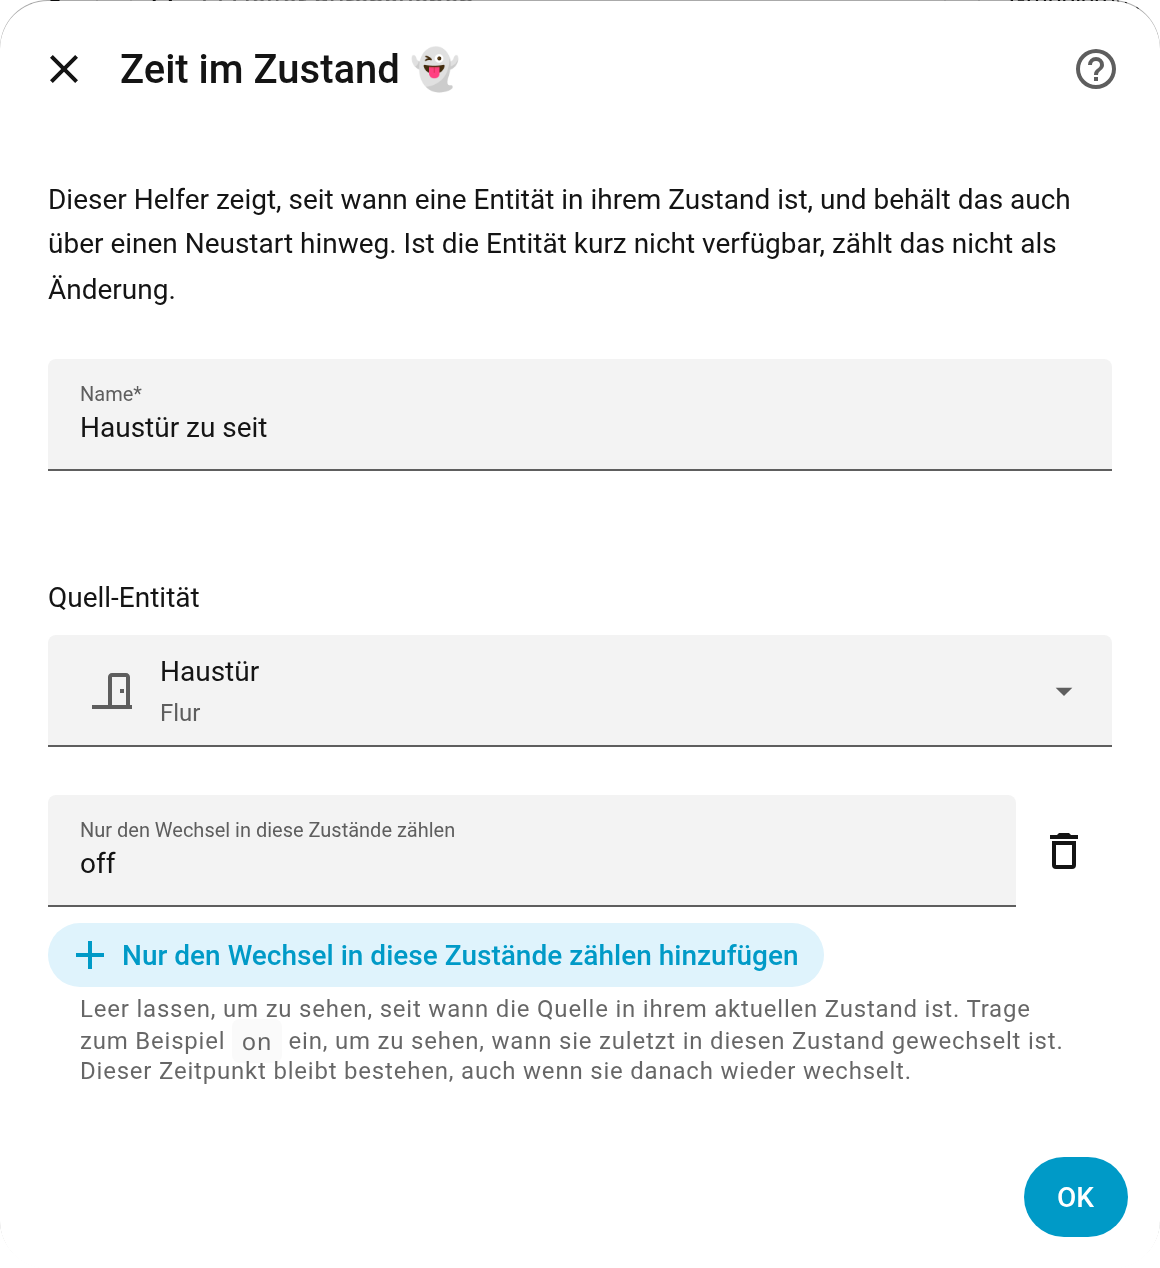 Zeit im Zustand 👻
Dieser Helfer zeigt, seit wann eine Entität in ihrem Zustand ist, und behält das auch
über einen Neustart hinweg. Ist die Entität kurz nicht verfügbar, zählt das nicht als
Änderung.
Name*
Haustür zu seit
Quell-Entität
Haustür
Flur
Nur den Wechsel in diese Zustände zählen
off
Nur den Wechsel in diese Zustände zählen hinzufügen
Leer lassen, um zu sehen, seit wann die Quelle in ihrem aktuellen Zustand ist. Trage
zum Beispiel on ein, um zu sehen, wann sie zuletzt in diesen Zustand gewechselt ist.
Dieser Zeitpunkt bleibt bestehen, auch wenn sie danach wieder wechselt.
OK